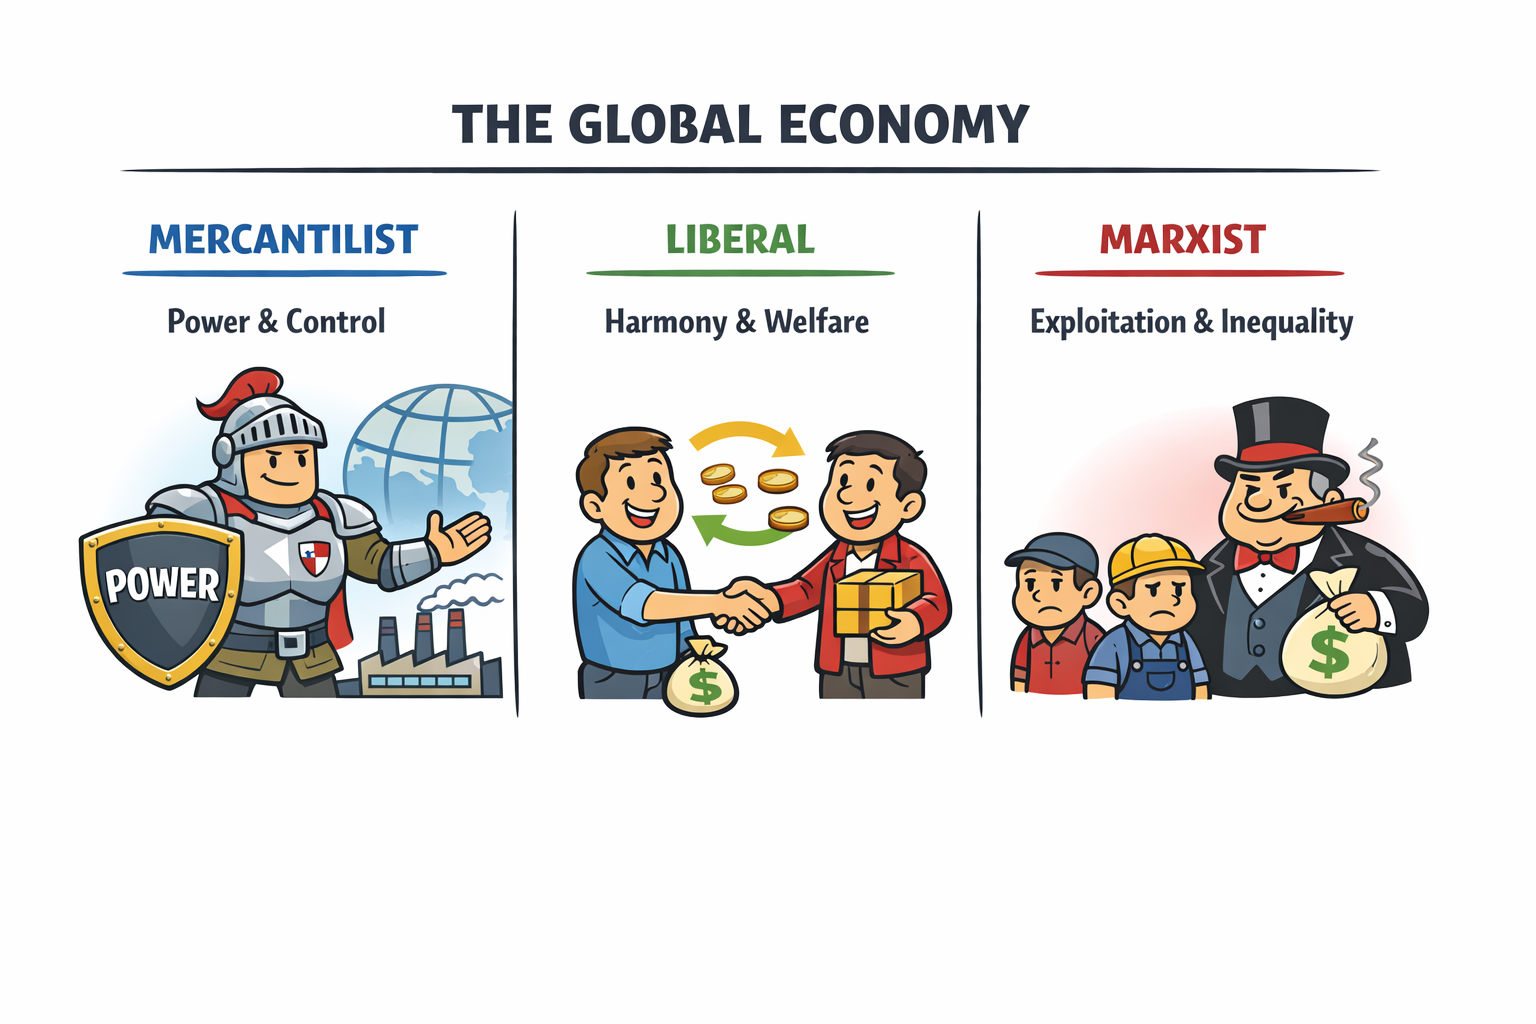 THE GLOBAL ECONOMY
MERCANTILIST
Power & Control
POWER
LIBERAL
Harmony & Welfare
$
MARXIST
Exploitation & Inequality
$